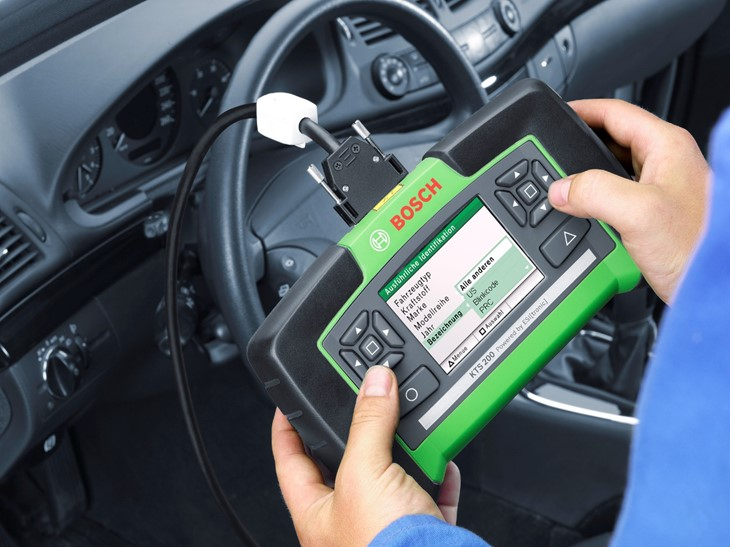 BOSCH
Ausführliche Identifikation
Fahrzeugtyp
Kraftstoff
Marke
Modellreihe
Jahr
Bezeichnung
Alle anderen
US
Blinkcode
PRC
△Menue
□Auswahl
KTS 200 Powered by ESI[tronic]